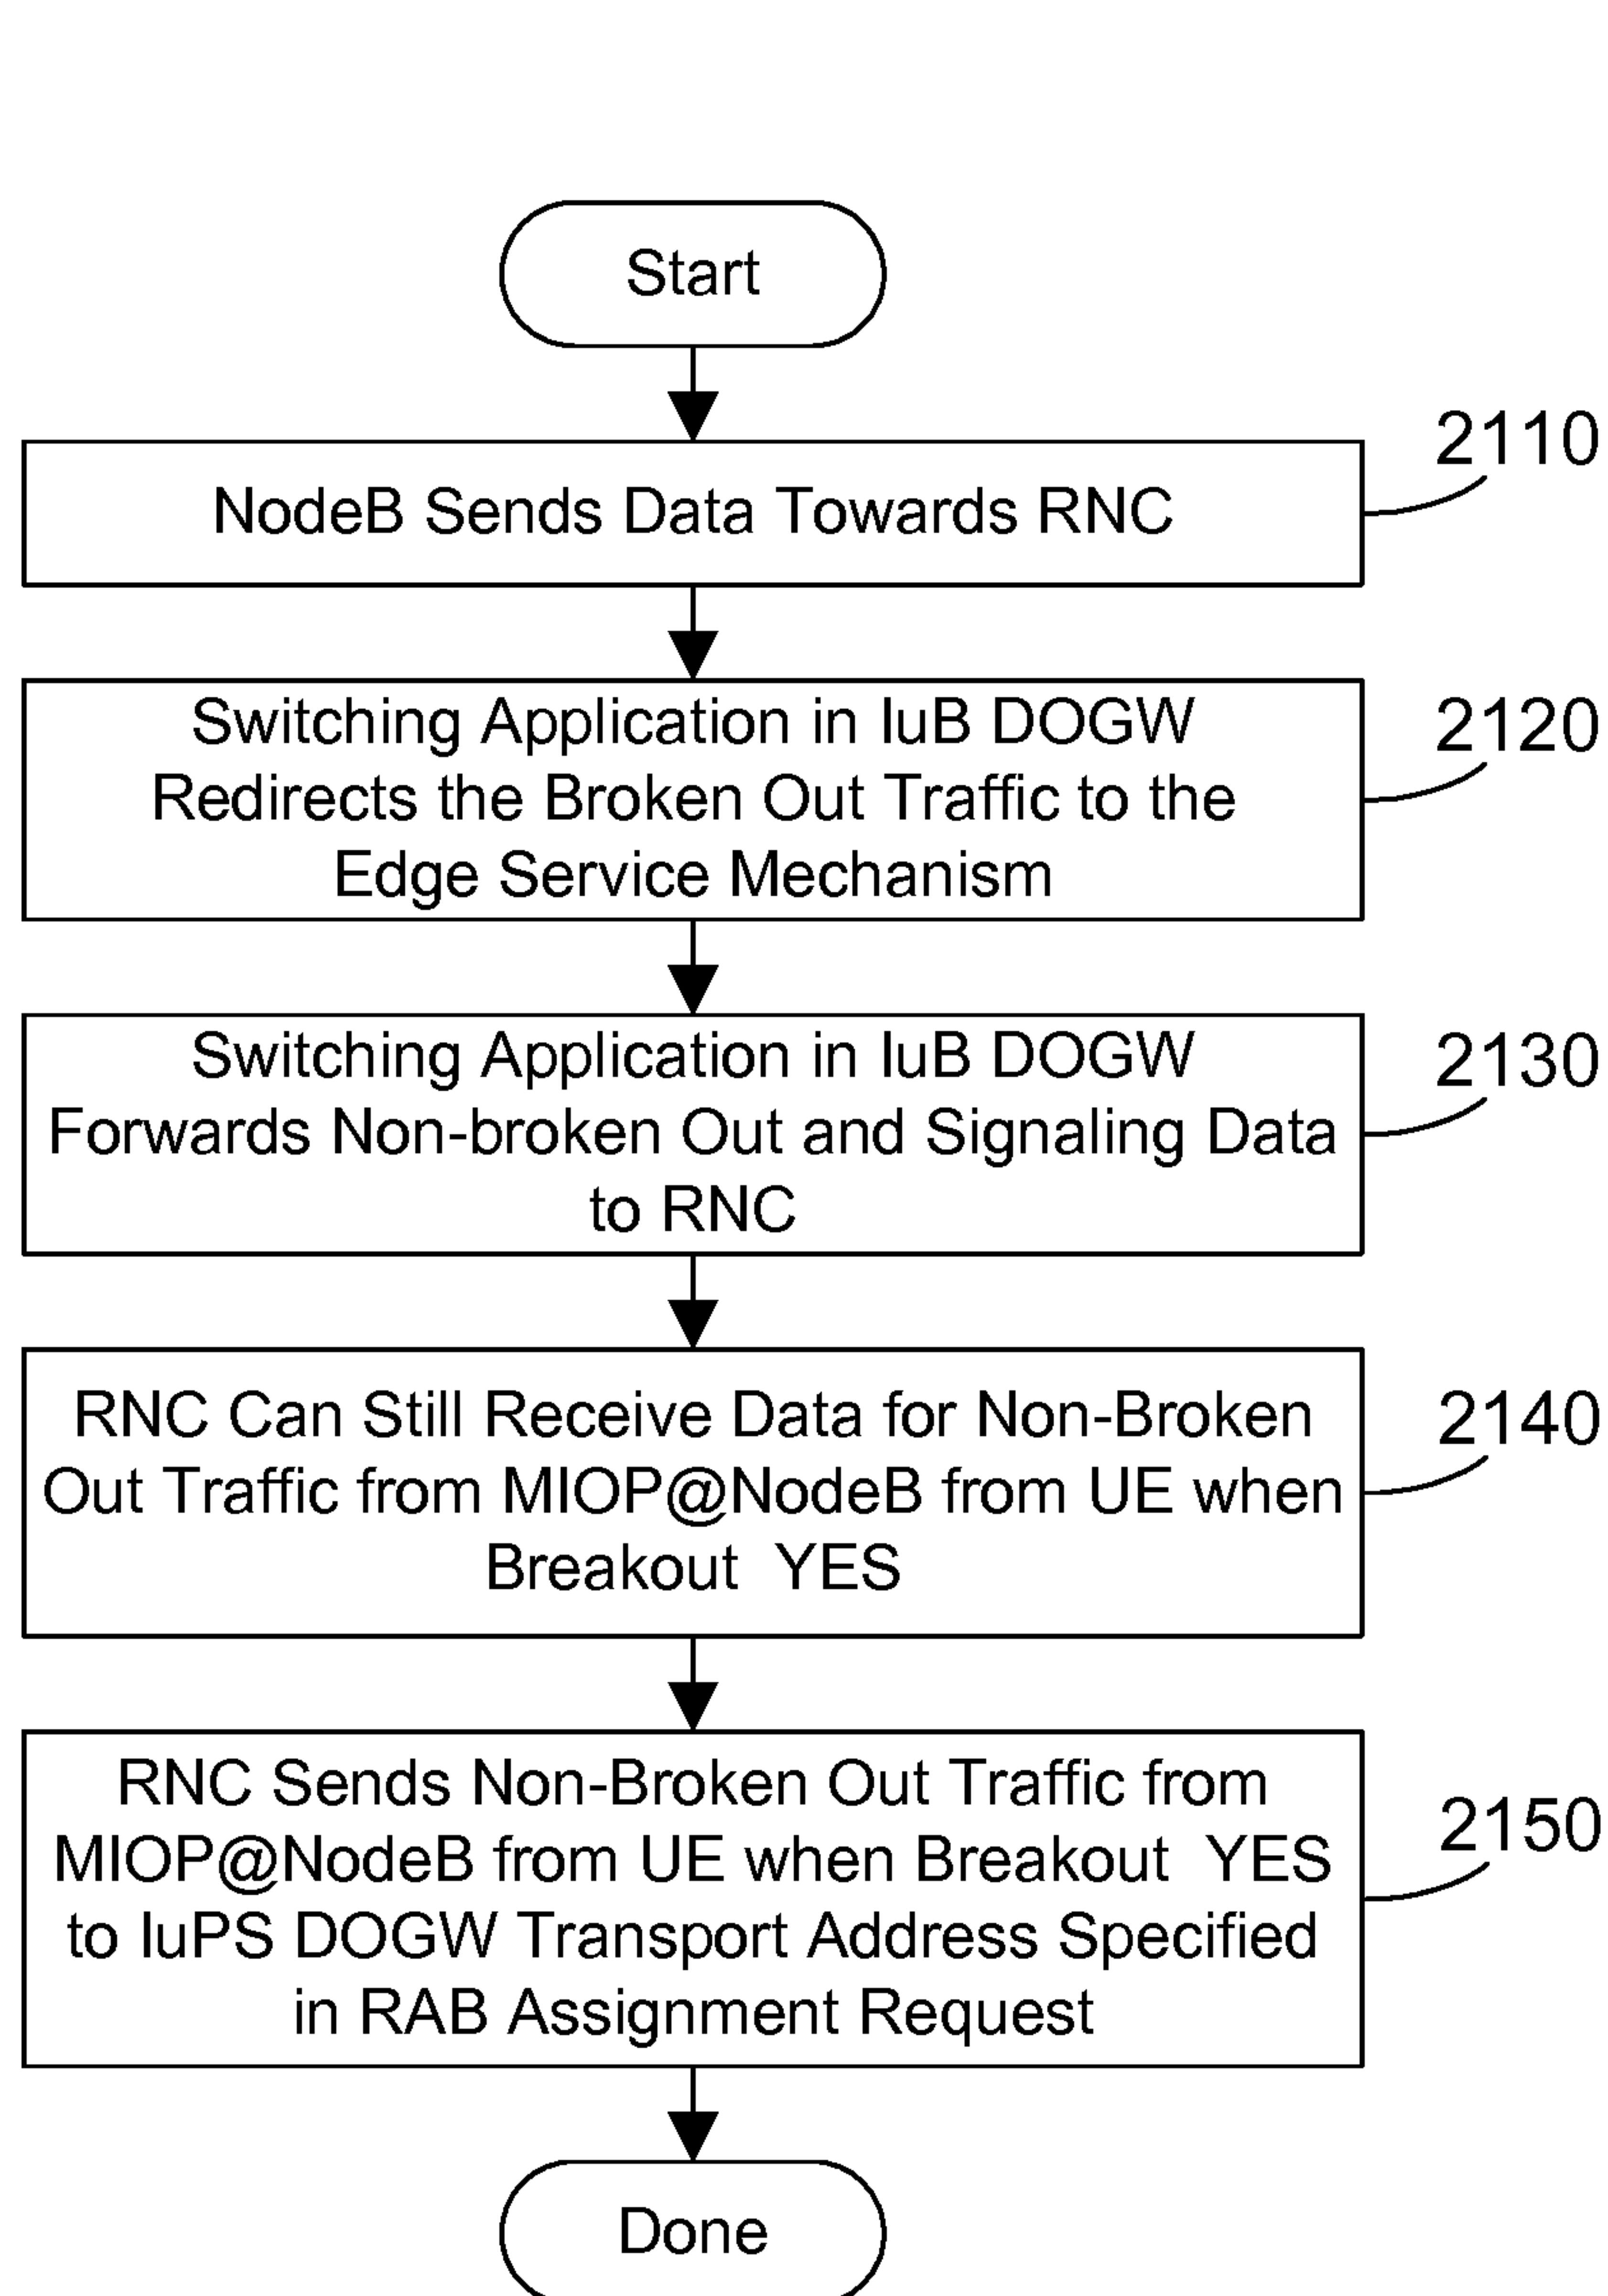 Start
2110
NodeB Sends Data Towards RNC
2120
Switching Application in IuB DOGW
Redirects the Broken Out Traffic to the
Edge Service Mechanism
2130
Switching Application in IuB DOGW
Forwards Non-broken Out and Signaling Data
to RNC
2140
RNC Can Still Receive Data for Non-Broken
Out Traffic from MIOP@NodeB from UE when
Breakout YES
2150
RNC Sends Non-Broken Out Traffic from
MIOP@NodeB from UE when Breakout YES
to IuPS DOGW Transport Address Specified
in RAB Assignment Request
Done